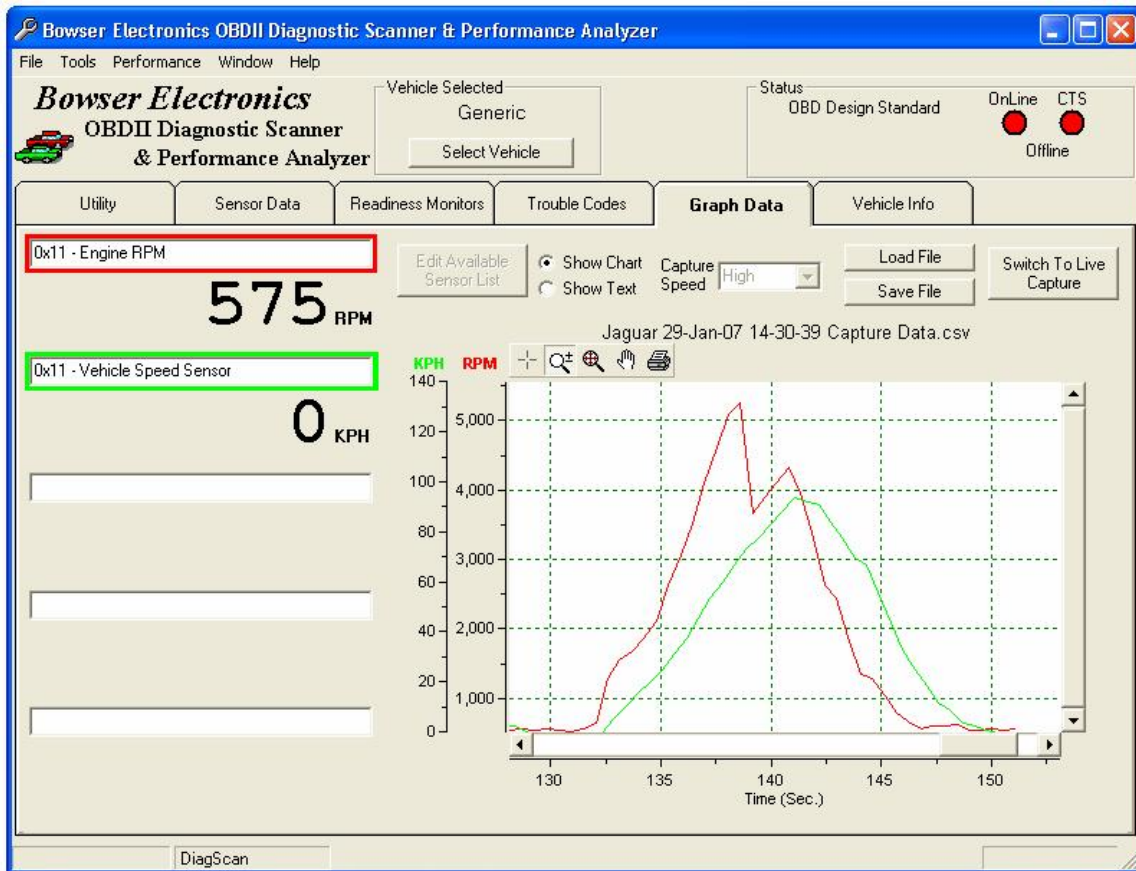 Bowser Electronics OBDII Diagnostic Scanner & Performance Analyzer
File Tools Performance Window Help
Bowser Electronics
OBDII Diagnostic Scanner
& Performance Analyzer
Vehicle Selected
Generic
Select Vehicle
Status
OBD Design Standard
OnLine CTS
Offline
Utility Sensor Data Readiness Monitors Trouble Codes Graph Data Vehicle Info
0x11 - Engine RPM
575 RPM
0x11 - Vehicle Speed Sensor
0 KPH
Edit Available
Sensor List
Show Chart
Show Text
Capture
Speed
High
Load File
Save File
Switch To Live
Capture
Jaguar 29-Jan-07 14-30-39 Capture Data.csv
KPH RPM
140
120
100
80
60
40
20
0
5,000
4,000
3,000
2,000
1,000
130 135 140 145 150
Time (Sec.)
DiagScan